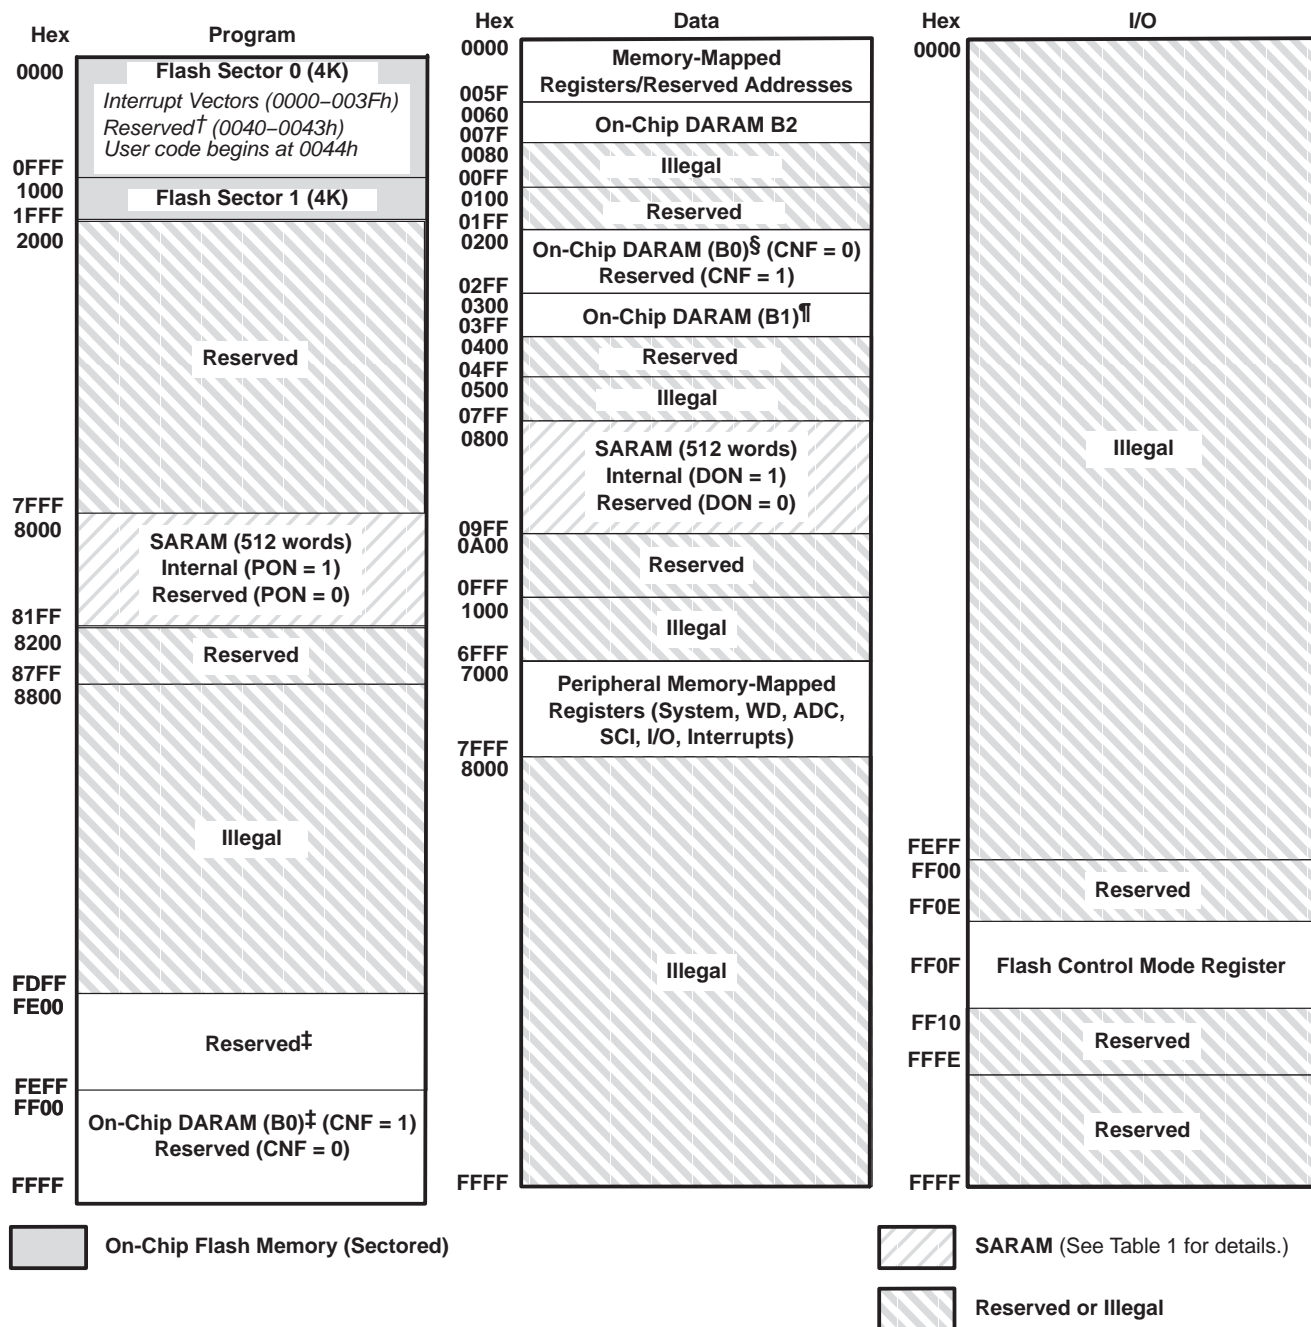 Hex Program
0000
Flash Sector 0 (4K)
Interrupt Vectors (0000–003Fh)
Reserved† (0040–0043h)
User code begins at 0044h
0FFF
1000
Flash Sector 1 (4K)
1FFF
2000
Reserved
7FFF
8000
SARAM (512 words)
Internal (PON = 1)
Reserved (PON = 0)
81FF
8200
Reserved
87FF
8800
Illegal
FDFF
FE00
Reserved‡
FEFF
FF00
On-Chip DARAM (B0)‡ (CNF = 1)
Reserved (CNF = 0)
FFFF
Hex Data
0000
Memory-Mapped
Registers/Reserved Addresses
005F
0060
On-Chip DARAM B2
007F
0080
Illegal
00FF
0100
Reserved
01FF
0200
On-Chip DARAM (B0)§ (CNF = 0)
Reserved (CNF = 1)
02FF
0300
On-Chip DARAM (B1)¶
03FF
0400
Reserved
04FF
0500
Illegal
07FF
0800
SARAM (512 words)
Internal (DON = 1)
Reserved (DON = 0)
09FF
0A00
Reserved
0FFF
1000
Illegal
6FFF
7000
Peripheral Memory-Mapped
Registers (System, WD, ADC,
SCI, I/O, Interrupts)
7FFF
8000
Illegal
FFFF
Hex I/O
0000
Illegal
FEFF
FF00
Reserved
FF0E
FF0F Flash Control Mode Register
FF10
Reserved
FFFE
Reserved
FFFF
On-Chip Flash Memory (Sectored)
SARAM (See Table 1 for details.)
Reserved or Illegal